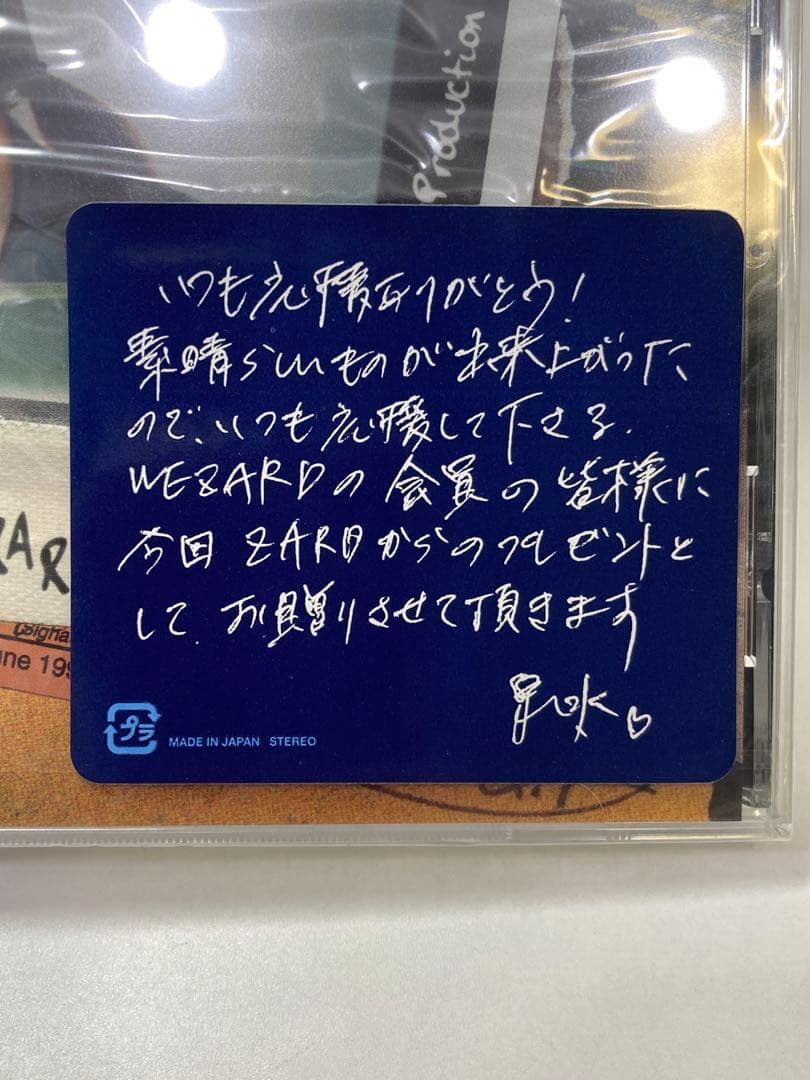 Production
いつも応援ありがとう!
素晴らしいものが出来上がった
ので、いつも応援して下さる、
WEZARDの会員の皆様に
今回ZARDからのプレゼントと
して、お贈りさせて頂きます
泉水♡
プラ
MADE IN JAPAN STEREO
ZAR
une 199